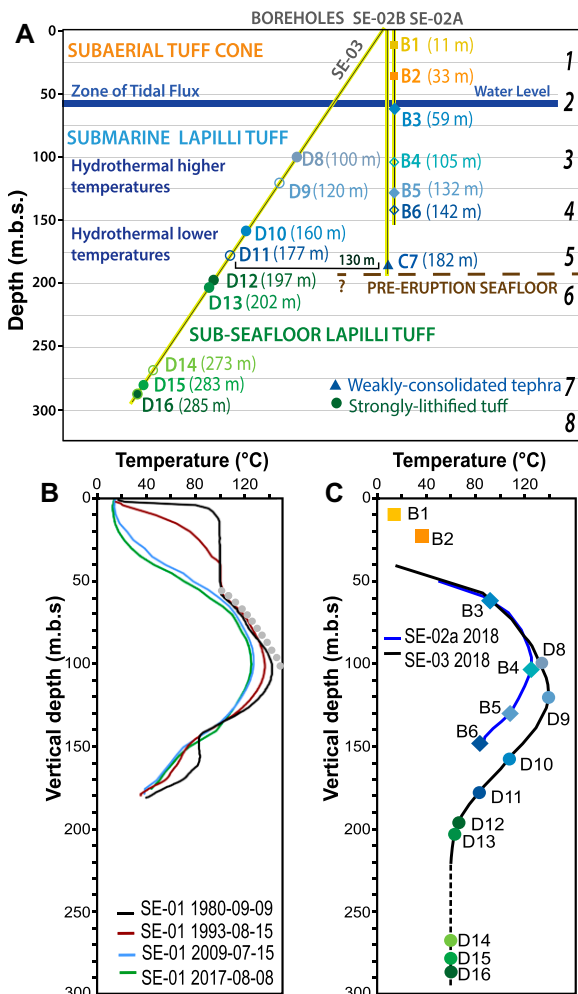 BOREHOLES SE-02B SE-02A
A
SUBAERIAL TUFF CONE
SE-03
B1 (11 m)
B2 (33 m)
Zone of Tidal Flux
Water Level
SUBMARINE LAPILLI TUFF
B3 (59 m)
Hydrothermal higher
temperatures
D8 (100 m)
B4 (105 m)
D9 (120 m)
B5 (132 m)
B6 (142 m)
Hydrothermal lower
temperatures
D10 (160 m)
D11 (177 m)
130 m
C7 (182 m)
D12 (197 m)
?
PRE-ERUPTION SEAFLOOR
D13 (202 m)
SUB-SEAFLOOR LAPILLI TUFF
D14 (273 m)
D15 (283 m)
D16 (285 m)
Weakly-consolidated tephra
Strongly-lithified tuff
1
2
3
4
5
6
7
8
Depth (m.b.s.)
0
50
100
150
200
250
300
Temperature (°C)
0 40 80 120
B
Vertical depth (m.b.s)
0
50
100
150
200
250
300
SE-01 1980-09-09
SE-01 1993-08-15
SE-01 2009-07-15
SE-01 2017-08-08
Temperature (°C)
0 40 80 120
C
Vertical depth (m.b.s)
0
50
100
150
200
250
300
B1
B2
B3
SE-02a 2018
SE-03 2018
D8
B4
D9
B5
B6
D10
D11
D12
D13
D14
D15
D16